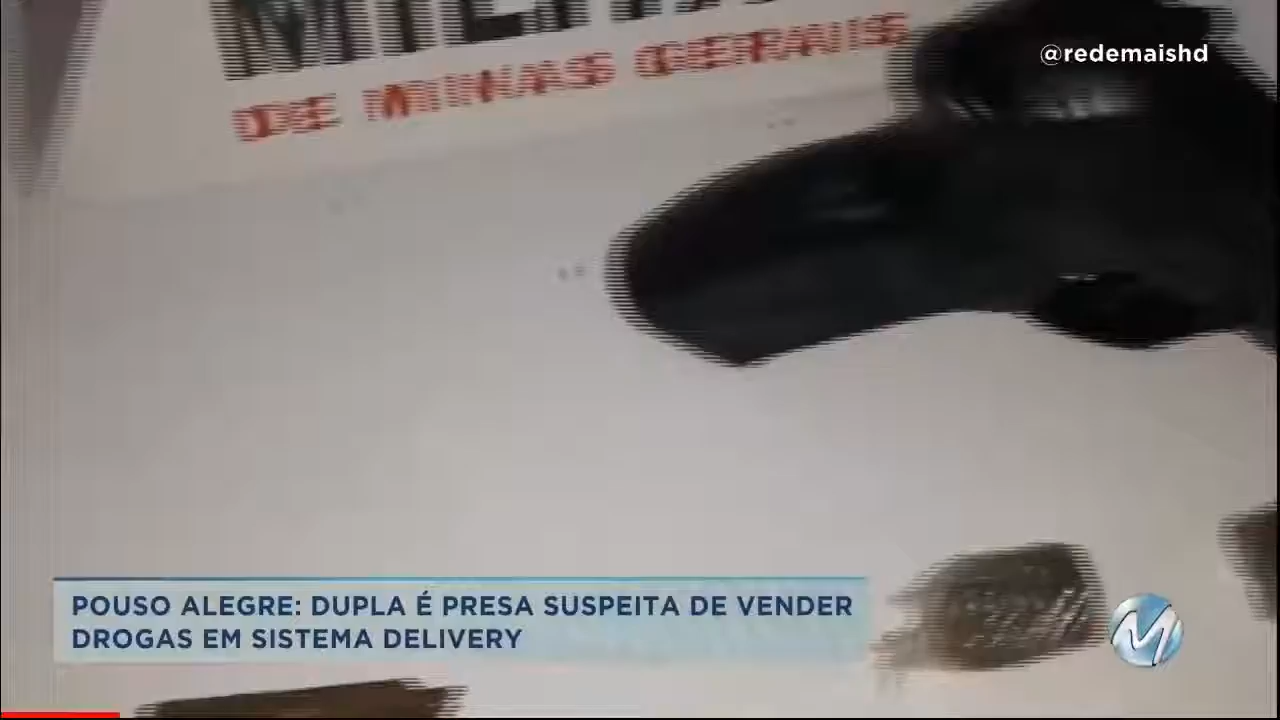 @redemaishd
DE MINAS GERAIS
POUSO ALEGRE: DUPLA É PRESA SUSPEITA DE VENDER
DROGAS EM SISTEMA DELIVERY